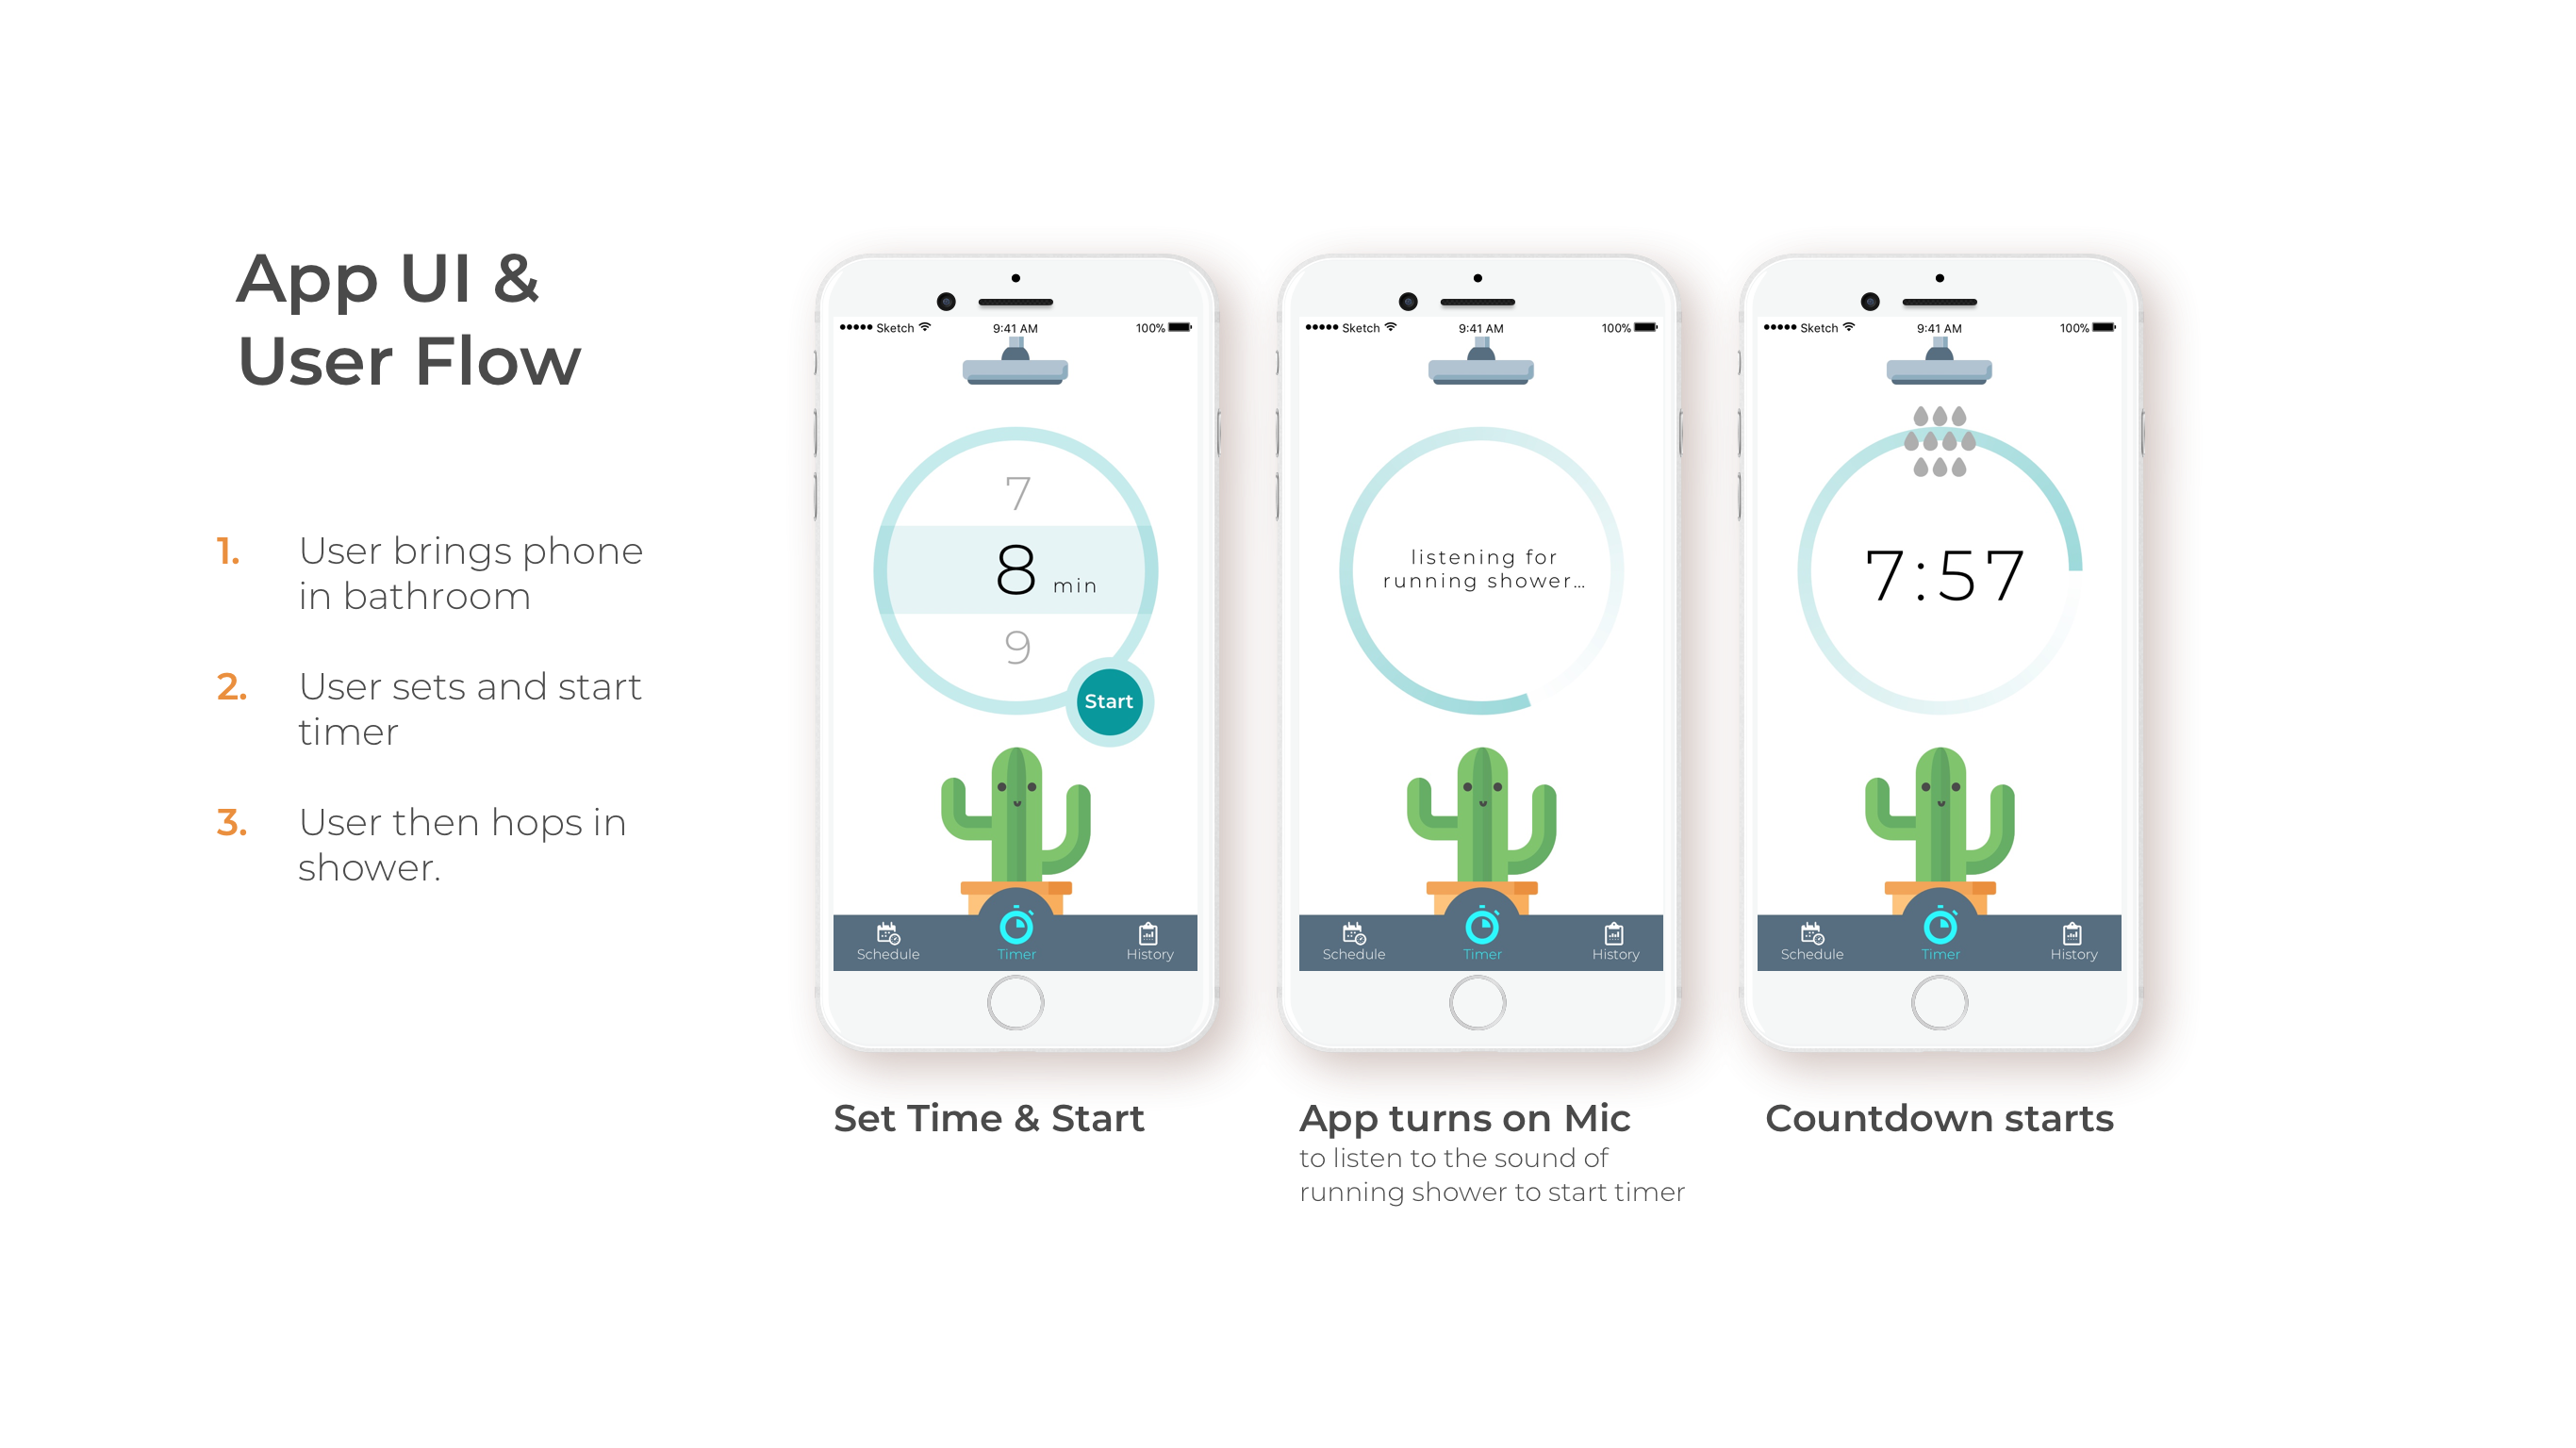 App UI &
User Flow
1. User brings phone
in bathroom
2. User sets and start
timer
3. User then hops in
shower.
Sketch 9:41 AM 100%
7
8 min
9
Start
Schedule Timer History
Set Time & Start
Sketch 9:41 AM 100%
listening for
running shower...
Schedule Timer History
App turns on Mic
to listen to the sound of
running shower to start timer
Sketch 9:41 AM 100%
7:57
Schedule Timer History
Countdown starts